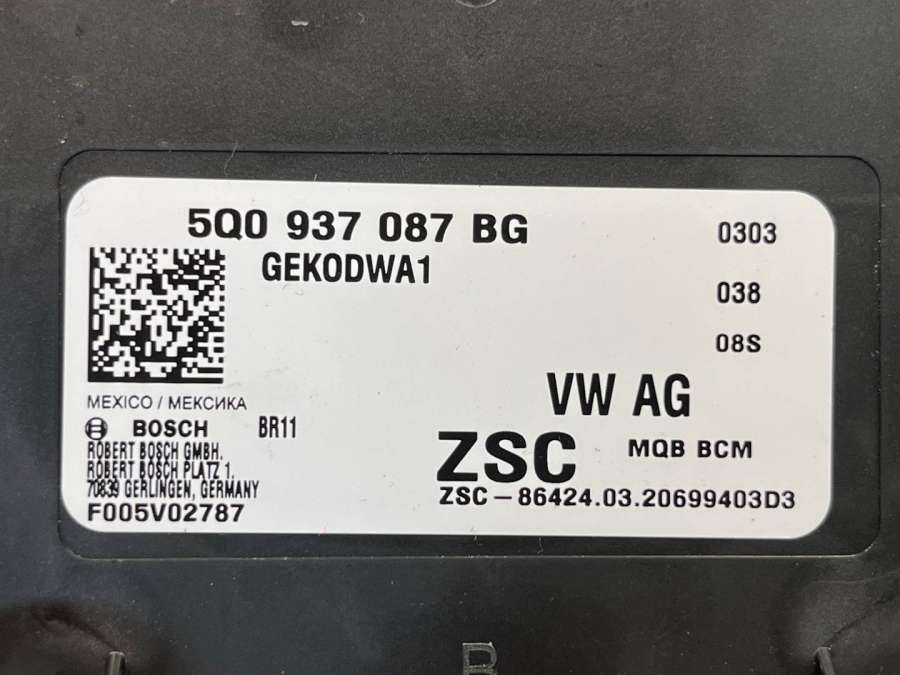 5Q0 937 087 BG
0303
GEKODWA1
038
08S
VW AG
MEXICO / МЕКСИКА
BOSCH BR11
ZSC MQB BCM
ROBERT BOSCH GMBH.
ROBERT BOSCH PLATZ 1.
70839 GERLINGEN, GERMANY
ZSC-86424.03.20699403D3
F005V02787
B